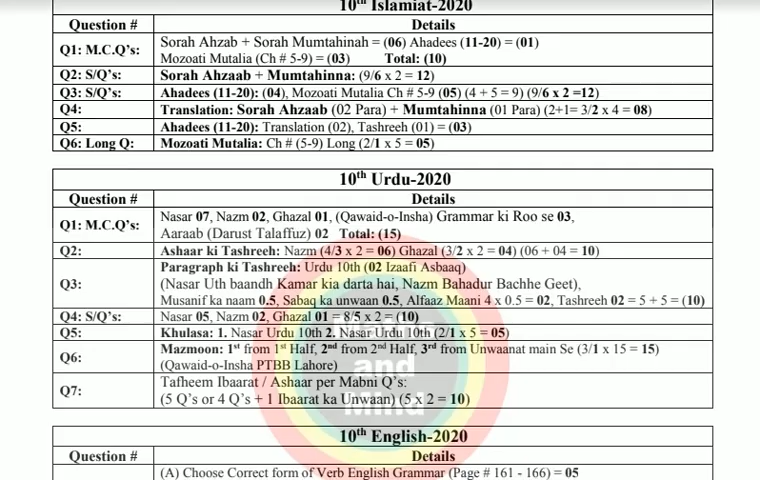 10th Islamiat-2020
Question # Details
Q1: M.C.Q's: Sorah Ahzab + Sorah Mumtahinah = (06) Ahadees (11-20) = (01)
Mozoati Mutalia (Ch # 5-9) = (03) Total: (10)
Q2: S/Q's: Sorah Ahzaab + Mumtahinna: (9/6 x 2 = 12)
Q3: S/Q's: Ahadees (11-20): (04), Mozoati Mutalia Ch # 5-9 (05) (4 + 5 = 9) (9/6 x 2 =12)
Q4: Translation: Sorah Ahzaab (02 Para) + Mumtahinna (01 Para) (2+1= 3/2 x 4 = 08)
Q5: Ahadees (11-20): Translation (02), Tashreeh (01) = (03)
Q6: Long Q: Mozoati Mutalia: Ch # (5-9) Long (2/1 x 5 = 05)
10th Urdu-2020
Question # Details
Q1: M.C.Q's: Nasar 07, Nazm 02, Ghazal 01, (Qawaid-o-Insha) Grammar ki Roo se 03,
Aaraab (Darust Talaffuz) 02 Total: (15)
Q2: Ashaar ki Tashreeh: Nazm (4/3 x 2 = 06) Ghazal (3/2 x 2 = 04) (06 + 04 = 10)
Q3: Paragraph ki Tashreeh: Urdu 10th (02 Izaafi Asbaaq)
(Nasar Uth baandh Kamar kia darta hai, Nazm Bahadur Bachhe Geet),
Musanif ka naam 0.5, Sabaq ka unwaan 0.5, Alfaaz Maani 4 x 0.5 = 02, Tashreeh 02 = 5 + 5 = (10)
Q4: S/Q's: Nasar 05, Nazm 02, Ghazal 01 = 8/5 x 2 = (10)
Q5: Khulasa: 1. Nasar Urdu 10th 2. Nasar Urdu 10th (2/1 x 5 = 05)
Q6: Mazmoon: 1st from 1st Half, 2nd from 2nd Half, 3rd from Unwaanat main Se (3/1 x 15 = 15)
(Qawaid-o-Insha PTBB Lahore)
Q7: Tafheem Ibaarat / Ashaar per Mabni Q's:
(5 Q's or 4 Q's + 1 Ibaarat ka Unwaan) (5 x 2 = 10)
and
Mind
10th English-2020
Question # Details
(A) Choose Correct form of Verb English Grammar (Page # 161 - 166) = 05